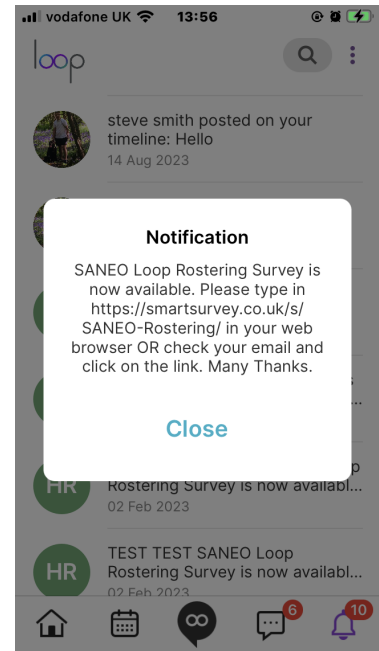 vodafone UK 13:56
loop
steve smith posted on your
timeline: Hello
14 Aug 2023
Notification
SANEO Loop Rostering Survey is
now available. Please type in
https://smartsurvey.co.uk/s/
SANEO-Rostering/ in your web
browser OR check your email and
click on the link. Many Thanks.
Close
HR
Rostering Survey is now availabl...
02 Feb 2023
HR
TEST TEST SANEO Loop
Rostering Survey is now availabl...
02 Feb 2023
6
10